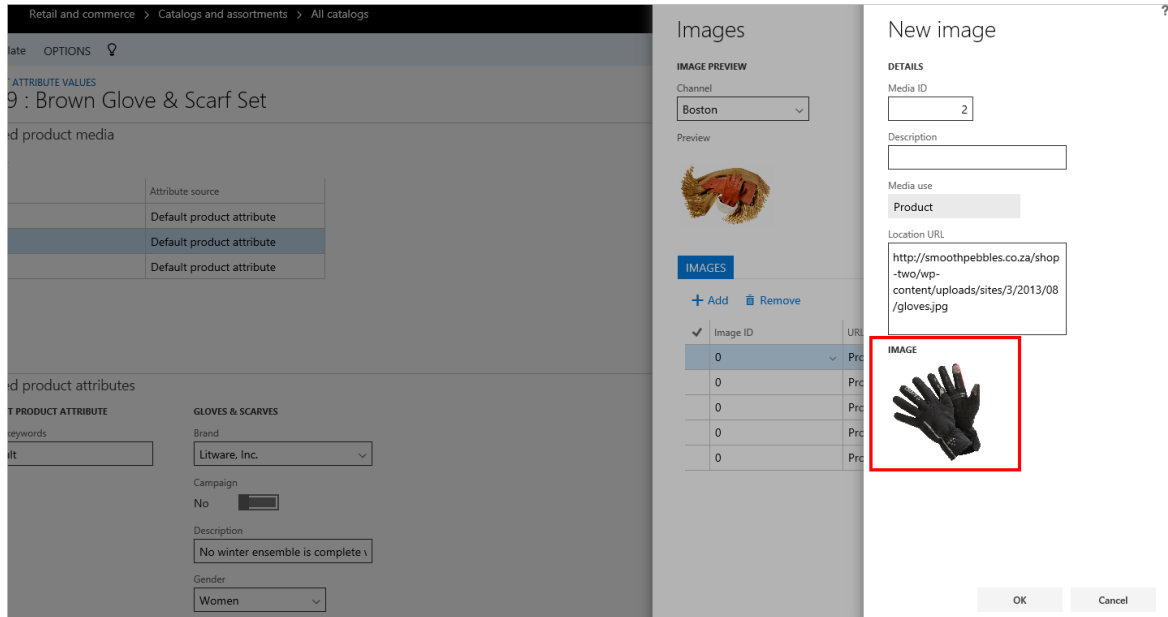 Retail and commerce > Catalogs and assortments > All catalogs
?
late OPTIONS
ATTRIBUTE VALUES
9 : Brown Glove & Scarf Set
ed product media
Attribute source
Default product attribute
Default product attribute
Default product attribute
ed product attributes
T PRODUCT ATTRIBUTE
keywords
ult
GLOVES & SCARVES
Brand
Litware, Inc.
Campaign
No
Description
No winter ensemble is complete
Gender
Women
Images
IMAGE PREVIEW
Channel
Boston
Preview
IMAGES
+ Add Remove
Image ID URL
0 Pro
0 Pro
0 Pro
0 Pro
0 Pro
New image
DETAILS
Media ID
2
Description
Media use
Product
Location URL
http://smoothpebbles.co.za/shop
-two/wp-
content/uploads/sites/3/2013/08
/gloves.jpg
IMAGE
OK Cancel